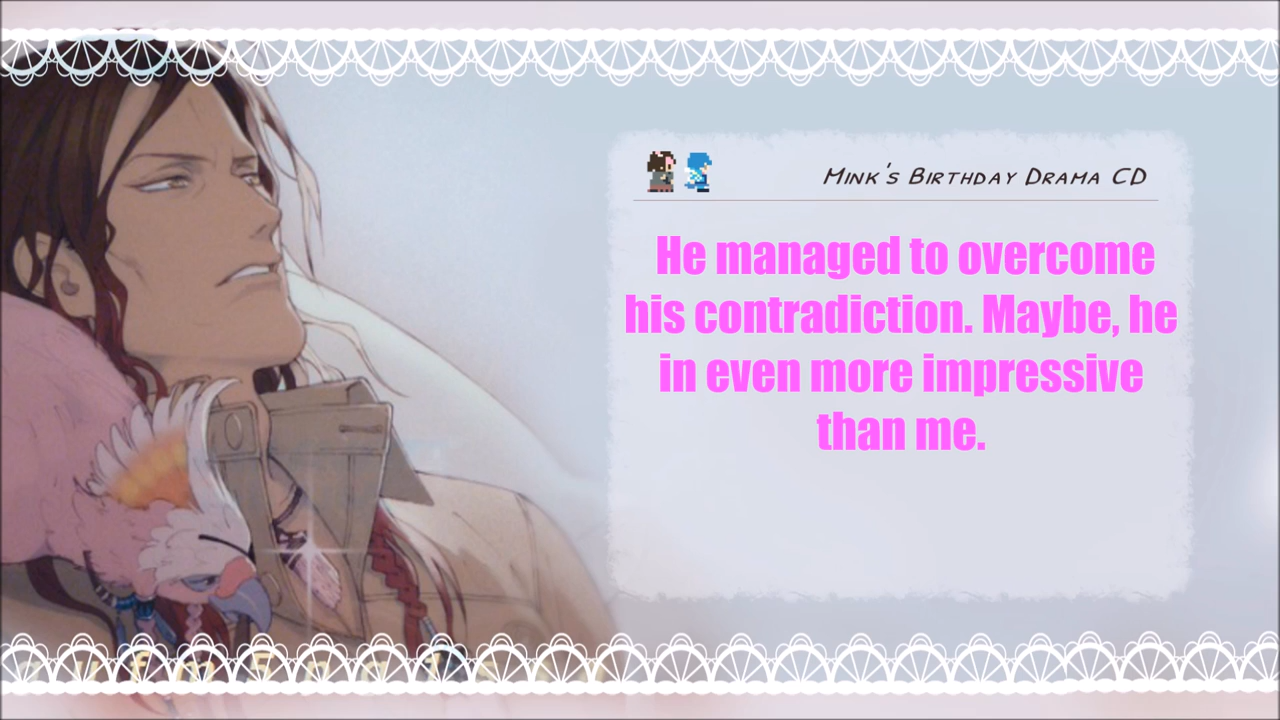 Mink's Birthday Drama CD
He managed to overcome
his contradiction. Maybe, he
in even more impressive
than me.